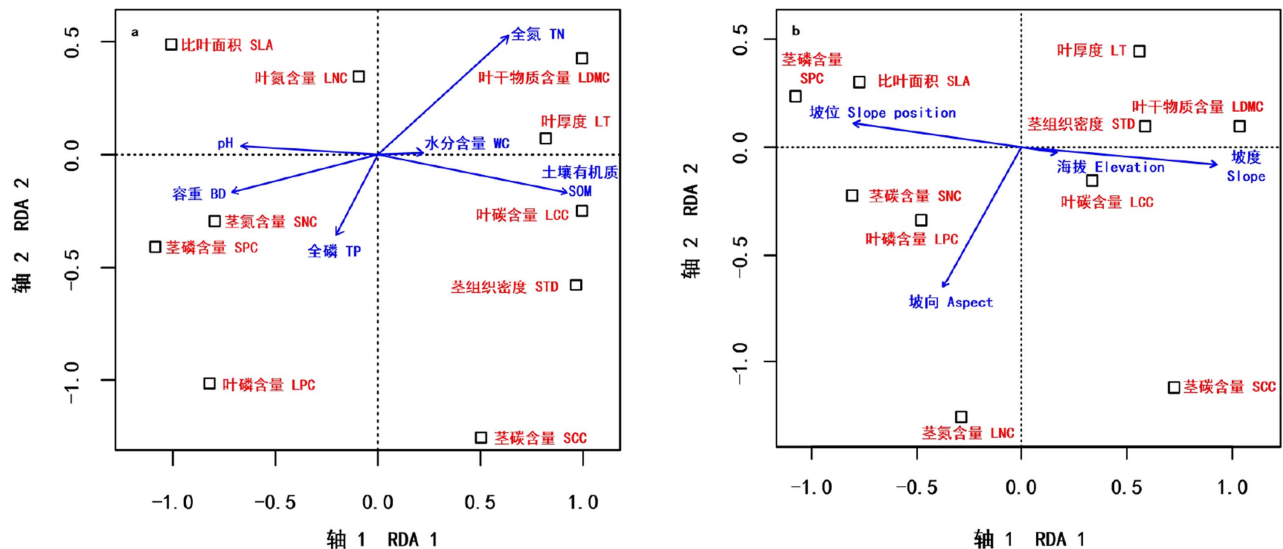 a
全氮 TN
0.5
比叶面积 SLA
叶氮含量 LNC
叶干物质含量 LDMC
叶厚度 LT
pH
水分含量 WC
0.0
土壤有机质
SOM
容重 BD
茎氮含量 SNC
叶碳含量 LCC
茎磷含量 SPC
全磷 TP
轴 2 RDA 2
-0.5
茎组织密度 STD
-1.0
叶磷含量 LPC
茎碳含量 SCC
-1.0
-0.5
0.0
0.5
1.0
轴 1 RDA 1
b
0.5
叶厚度 LT
茎磷含量
SPC
比叶面积 SLA
坡位 Slope position
叶干物质含量 LDMC
茎组织密度 STD
0.0
海拔 Elevation
坡度
Slope
茎碳含量 SNC
叶碳含量 LCC
叶磷含量 LPC
轴 2 RDA 2
-0.5
坡向 Aspect
-1.0
茎碳含量 SCC
茎氮含量 LNC
-1.0
-0.5
0.0
0.5
1.0
轴 1 RDA 1